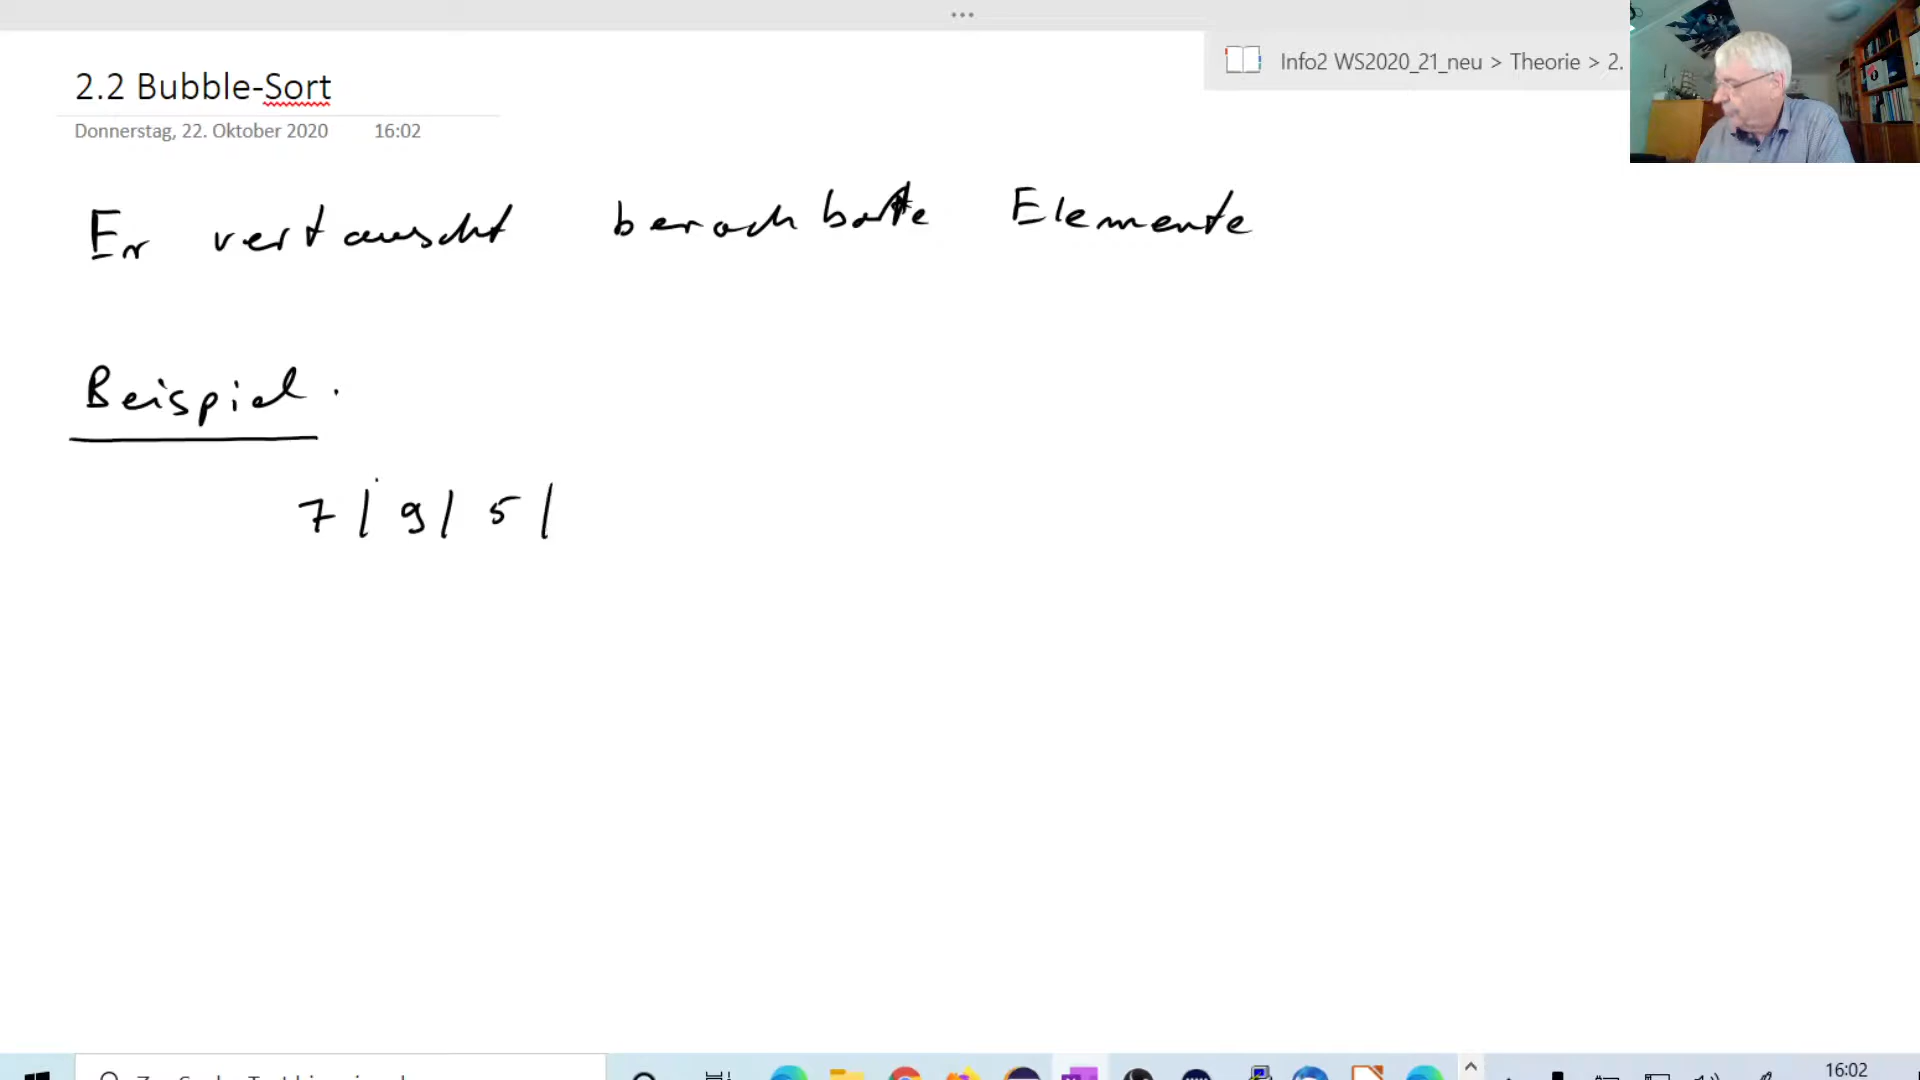 Info2 WS2020_21_neu > Theorie > 2.
2.2 Bubble-Sort
Donnerstag, 22. Oktober 2020 16:02
Er vertauscht benachbarte Elemente
Beispiel.
7 | 9 | 5 |
16:02